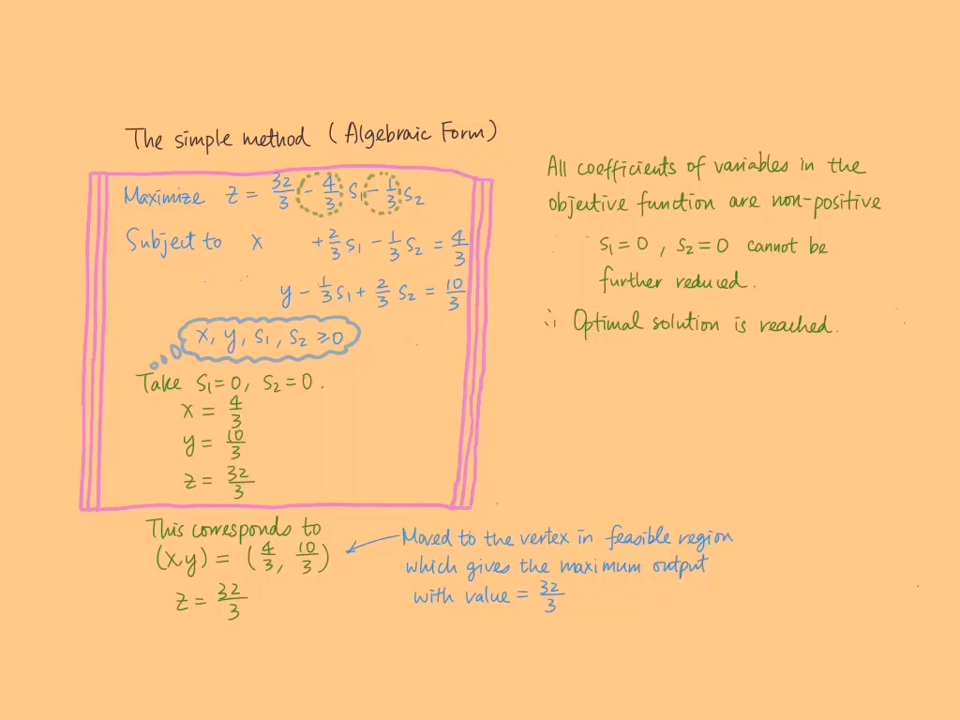 The simple method (Algebraic Form)
Maximize z = 32/3 - 4/3 s₁ - 1/3 s₂
Subject to x + 2/3 s₁ - 1/3 s₂ = 4/3
y - 1/3 s₁ + 2/3 s₂ = 10/3
x, y, s₁, s₂ ≥ 0
Take s₁ = 0, s₂ = 0.
x = 4/3
y = 10/3
z = 32/3
This corresponds to
(x,y) = (4/3, 10/3)
z = 32/3
Moved to the vertex in feasible region
which gives the maximum output
with value = 32/3
All coefficients of variables in the
objective function are non-positive
s₁ = 0, s₂ = 0 cannot be
further reduced.
∴ Optimal solution is reached.